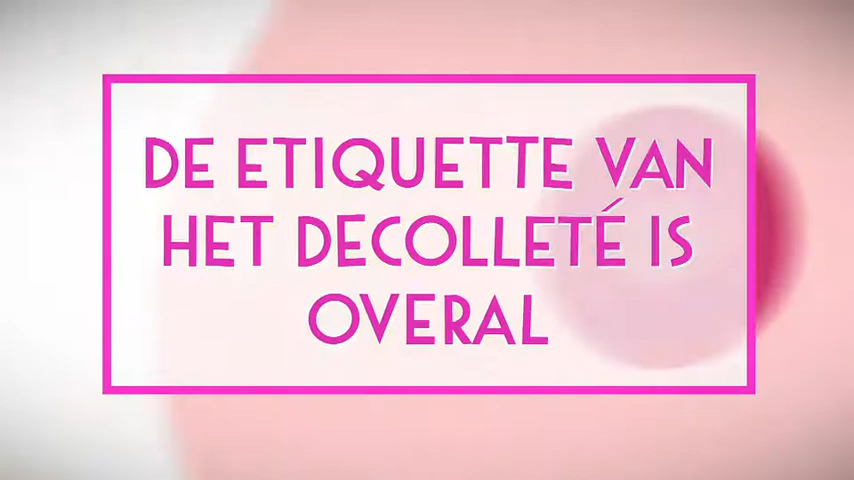 DE ETIQUETTE VAN
HET DECOLLETÉ IS
OVERAL